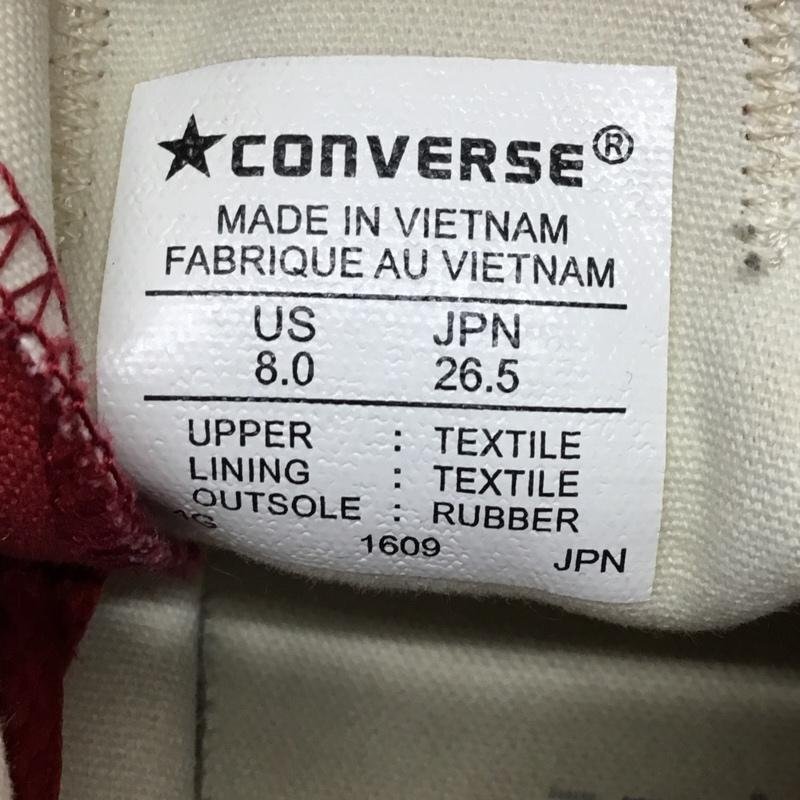 ★CONVERSE®
MADE IN VIETNAM
FABRIQUE AU VIETNAM
US JPN
8.0 26.5
UPPER : TEXTILE
LINING : TEXTILE
OUTSOLE : RUBBER
1609
JPN